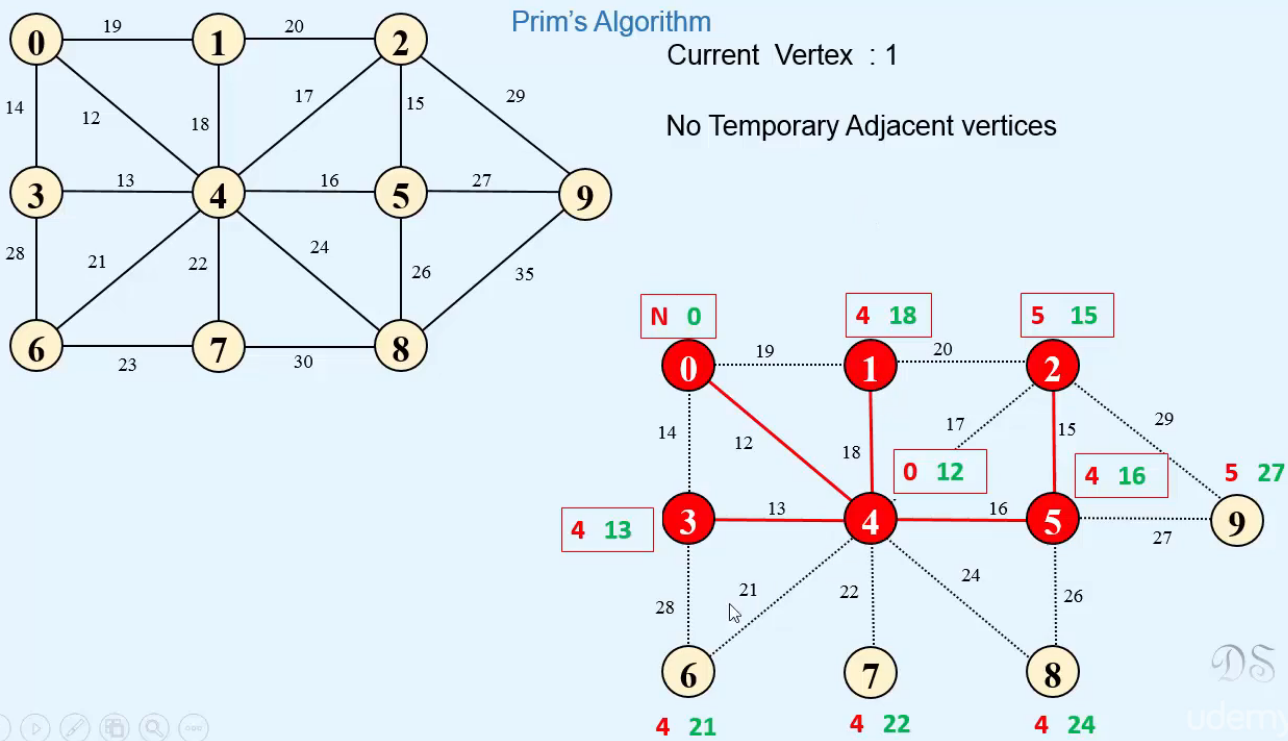 Prim's Algorithm
Current Vertex : 1
No Temporary Adjacent vertices
0 19 1 20 2
14 12 18 17 15 29
3 13 4 16 5 27 9
28 21 22 24 26 35
6 23 7 30 8
N 0
4 18
5 15
0 19 1 20 2
14 12 18 17 15 29
0 12
4 16
5 27
4 13
3 13 4 16 5 27 9
28 21 22 24 26
6 7 8
4 21
4 22
4 24
DS
udemy